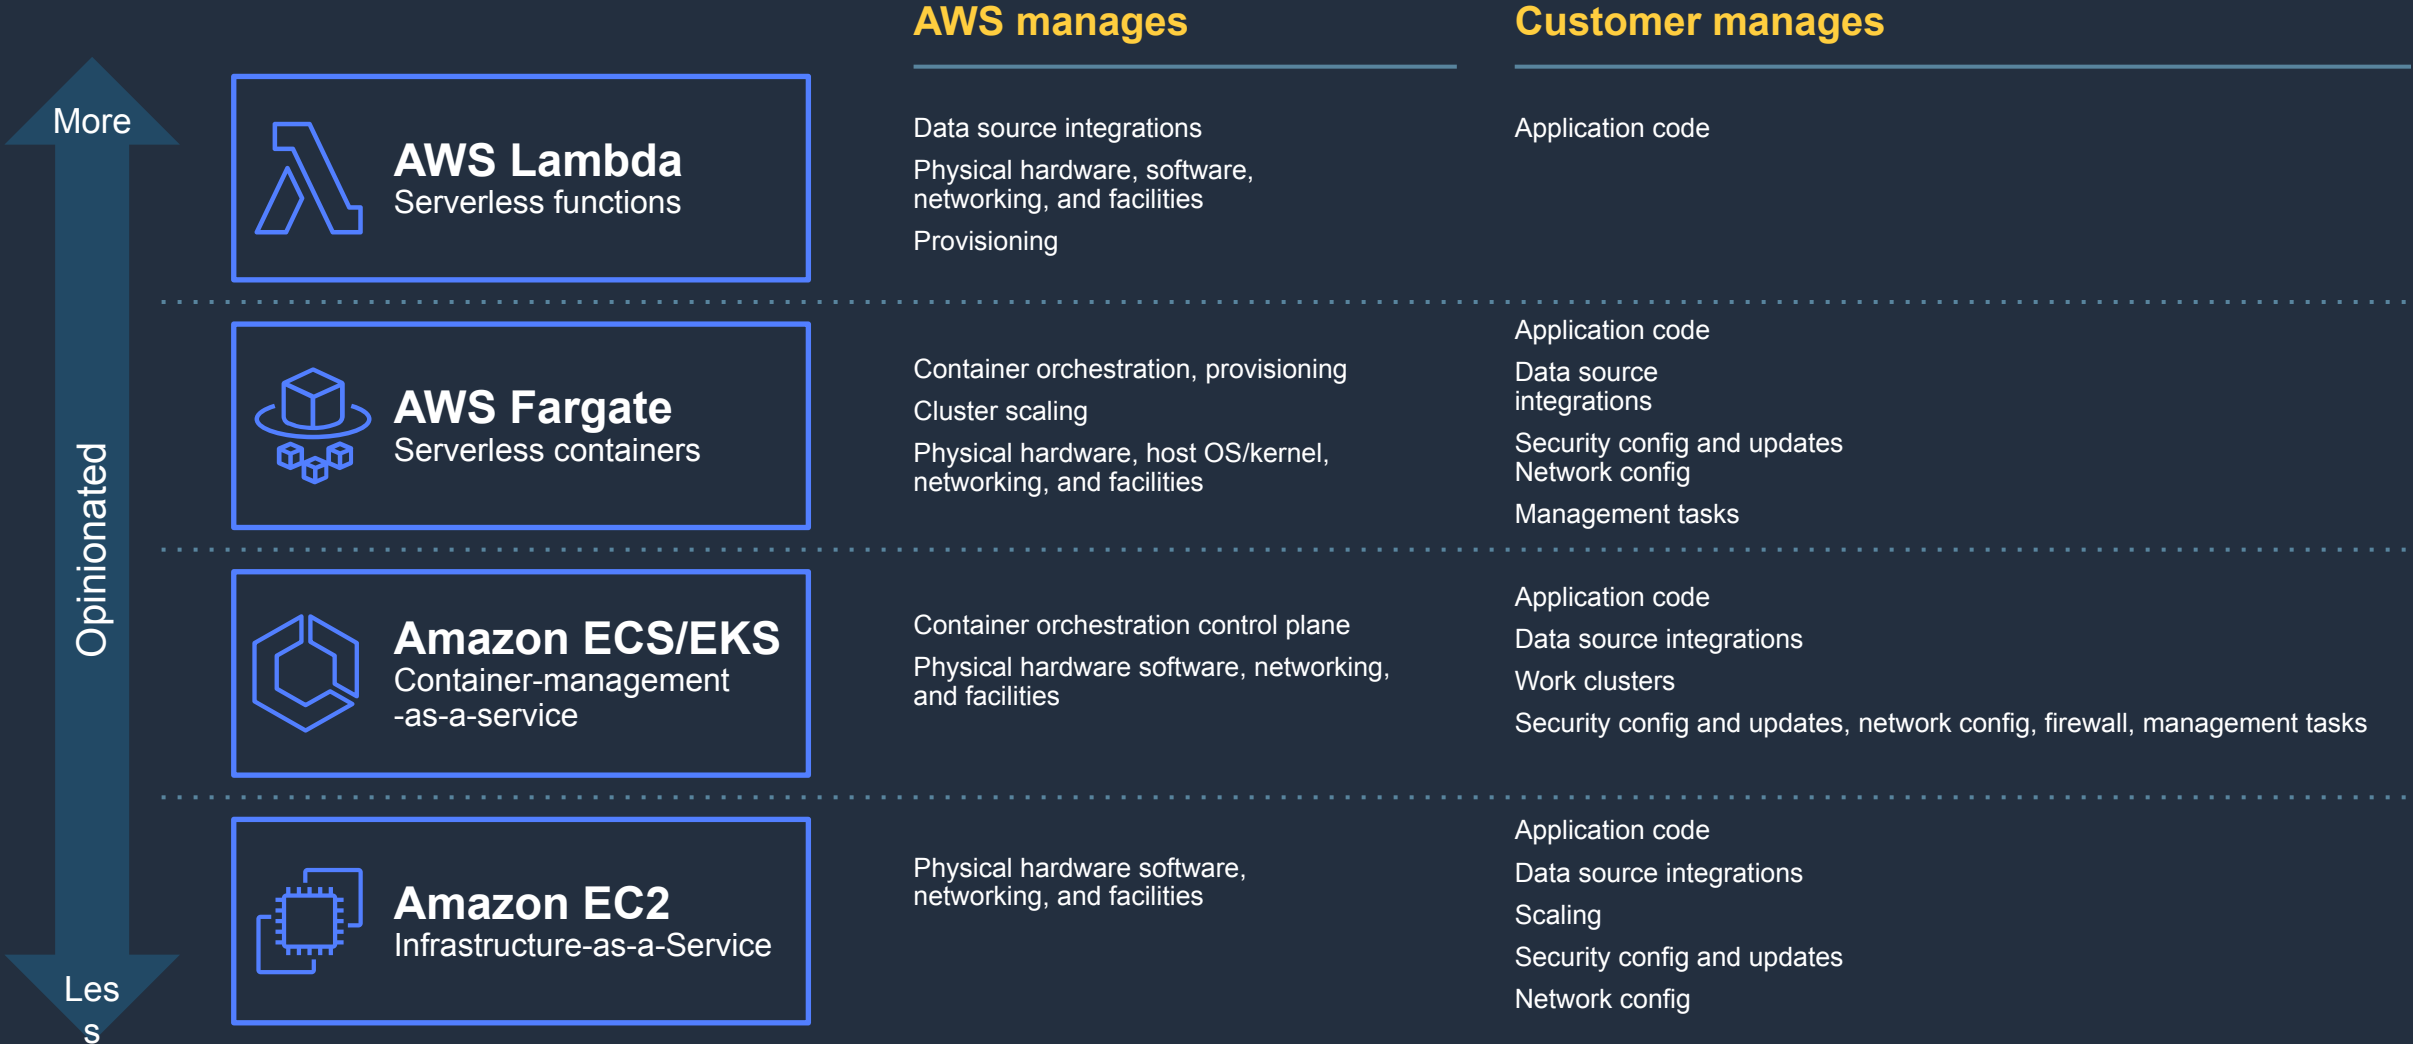 AWS manages
Customer manages
More
Opinionated
Les
s
AWS Lambda
Serverless functions
Data source integrations
Physical hardware, software,
networking, and facilities
Provisioning
Application code
AWS Fargate
Serverless containers
Container orchestration, provisioning
Cluster scaling
Physical hardware, host OS/kernel,
networking, and facilities
Application code
Data source
integrations
Security config and updates
Network config
Management tasks
Amazon ECS/EKS
Container-management
-as-a-service
Container orchestration control plane
Physical hardware software, networking,
and facilities
Application code
Data source integrations
Work clusters
Security config and updates, network config, firewall, management tasks
Amazon EC2
Infrastructure-as-a-Service
Physical hardware software,
networking, and facilities
Application code
Data source integrations
Scaling
Security config and updates
Network config